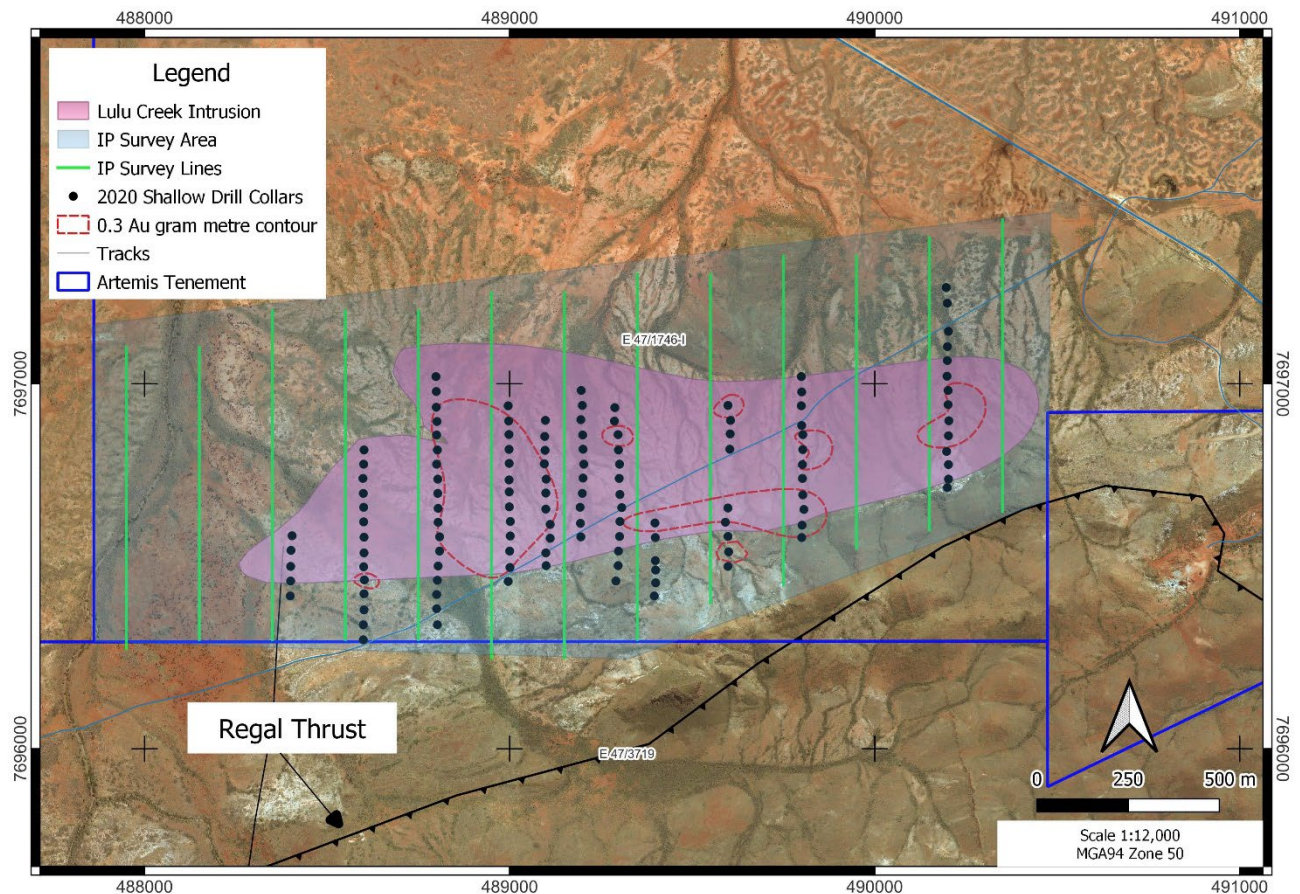 488000
489000
490000
491000
Legend
Lulu Creek Intrusion
IP Survey Area
IP Survey Lines
2020 Shallow Drill Collars
0.3 Au gram metre contour
Tracks
Artemis Tenement
E 47/1746-I
7697000
7697000
Regal Thrust
E 47/3719
7696000
7696000
0
250
500 m
Scale 1:12,000
MGA94 Zone 50
488000
489000
490000
491000